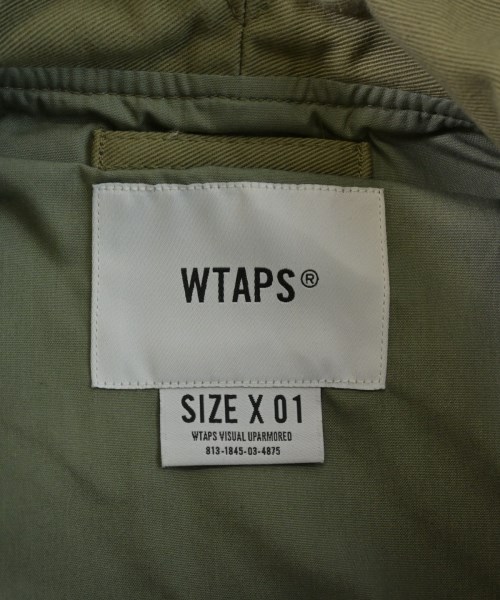 WTAPS®
SIZE X 01
WTAPS VISUAL UPARMORED
813-1845-03-4875